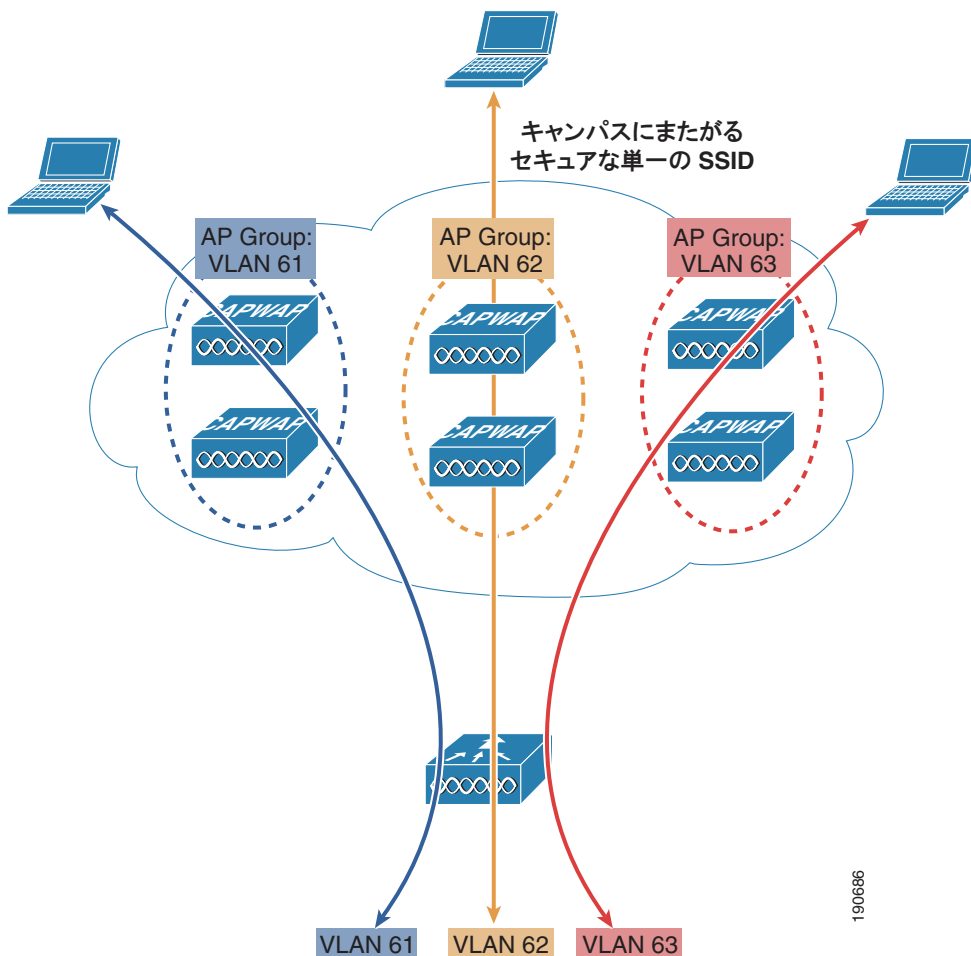 キャンパスにまたがる
セキュアな単一の SSID
AP Group:
VLAN 61
AP Group:
VLAN 62
AP Group:
VLAN 63
CAPWAP
CAPWAP
CAPWAP
CAPWAP
CAPWAP
CAPWAP
VLAN 61
VLAN 62
VLAN 63
190686